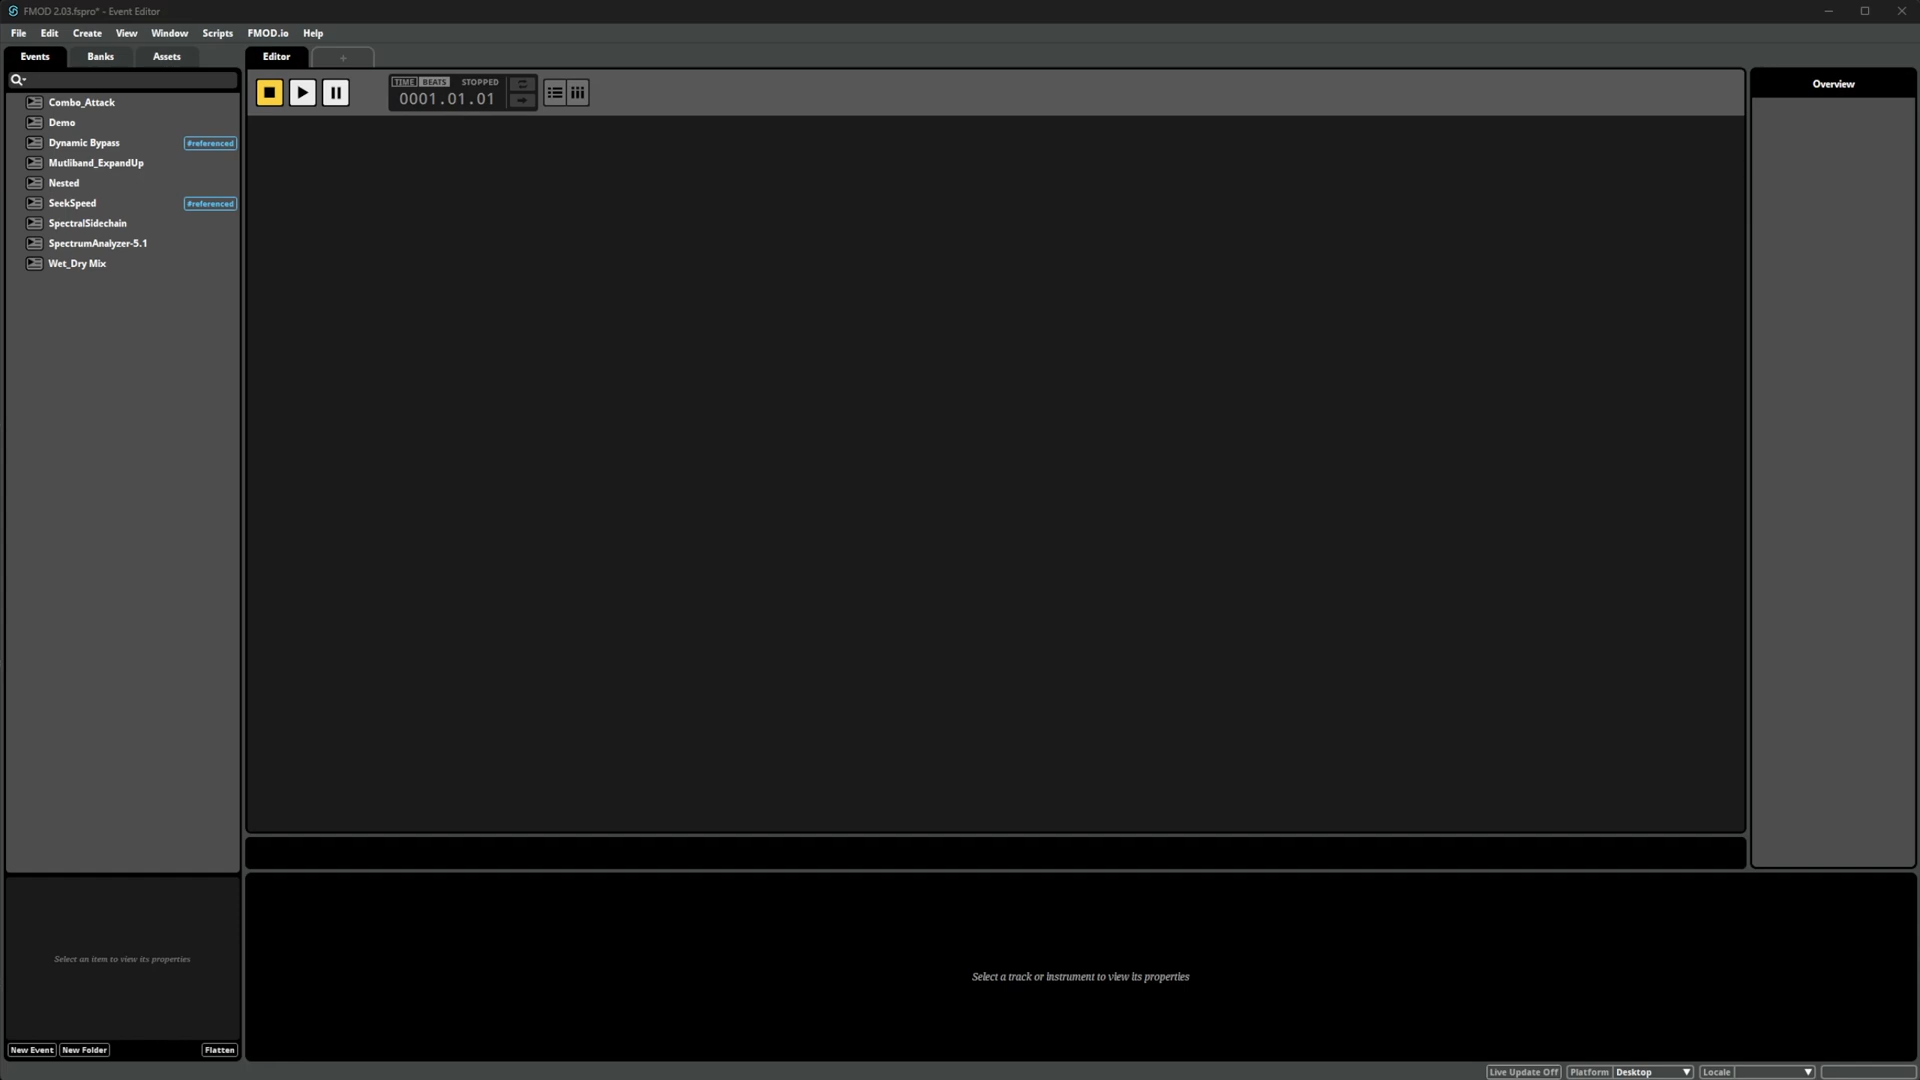 FMOD 2.03.fspro* - Event Editor
File Edit Create View Window Scripts FMOD.io Help
Events Banks Assets
Editor +
TIME BEATS STOPPED
0001.01.01
Overview
Combo_Attack
Demo
Dynamic Bypass #referenced
Mutliband_ExpandUp
Nested
SeekSpeed #referenced
SpectralSidechain
SpectrumAnalyzer-5.1
Wet_Dry Mix
Select an item to view its properties
Select a track or instrument to view its properties
New Event New Folder Flatten
Live Update Off Platform Desktop Locale